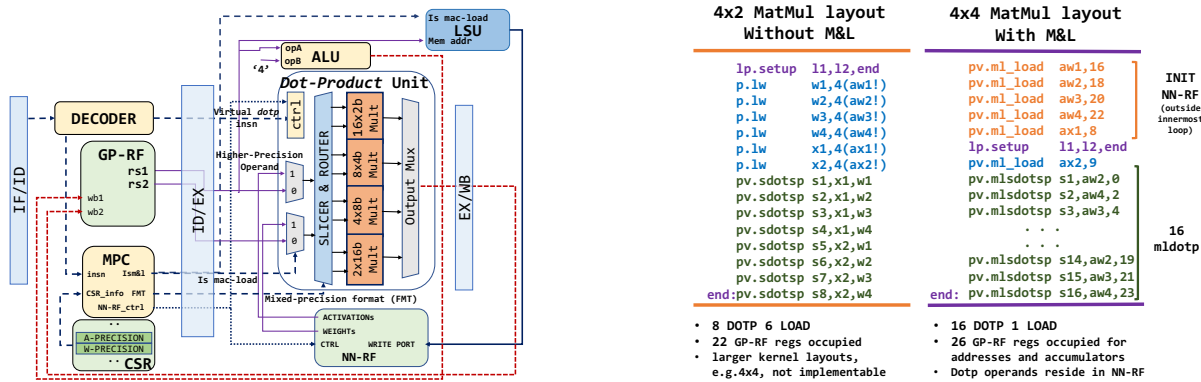 Is mac-load
LSU
Mem addr
opA
ALU
opB
'4'
Dot-Product Unit
IF/ID
DECODER
Virtual dotp
insn
ctrl
GP-RF
rs1
rs2
wb1
wb2
Higher-Precision
Operand
1
0
1
0
ID/EX
SLICER & ROUTER
16x2b
Mult
8x4b
Mult
4x8b
Mult
2x16b
Mult
Output Mux
EX/WB
MPC
insn
Ism&l
CSR_info
FMT
NN-RF_ctrl
Is mac-load
Mixed-precision format (FMT)
..
A-PRECISION
W-PRECISION
..
CSR
ACTIVATIONs
WEIGHTs
CTRL
WRITE PORT
NN-RF
4x2 MatMul layout
Without M&L
lp.setup l1,l2,end
p.lw w1,4(aw1!)
p.lw w2,4(aw2!)
p.lw w3,4(aw3!)
p.lw w4,4(aw4!)
p.lw x1,4(ax1!)
p.lw x2,4(ax2!)
pv.sdotsp s1,x1,w1
pv.sdotsp s2,x1,w2
pv.sdotsp s3,x1,w3
pv.sdotsp s4,x1,w4
pv.sdotsp s5,x2,w1
pv.sdotsp s6,x2,w2
pv.sdotsp s7,x2,w3
end:pv.sdotsp s8,x2,w4
• 8 DOTP 6 LOAD
• 22 GP-RF regs occupied
• larger kernel layouts,
e.g.4x4, not implementable
4x4 MatMul layout
With M&L
pv.ml_load aw1,16
pv.ml_load aw2,18
pv.ml_load aw3,20
pv.ml_load aw4,22
pv.ml_load ax1,8
lp.setup l1,l2,end
pv.ml_load ax2,9
pv.mlsdotsp s1,aw2,0
pv.mlsdotsp s2,aw4,2
pv.mlsdotsp s3,aw3,4
. . .
. . .
pv.mlsdotsp s14,aw2,19
pv.mlsdotsp s15,aw3,21
end: pv.mlsdotsp s16,aw4,23
INIT
NN-RF
(outside
innermost
loop)
16
mldotp
• 16 DOTP 1 LOAD
• 26 GP-RF regs occupied for
addresses and accumulators
• Dotp operands reside in NN-RF